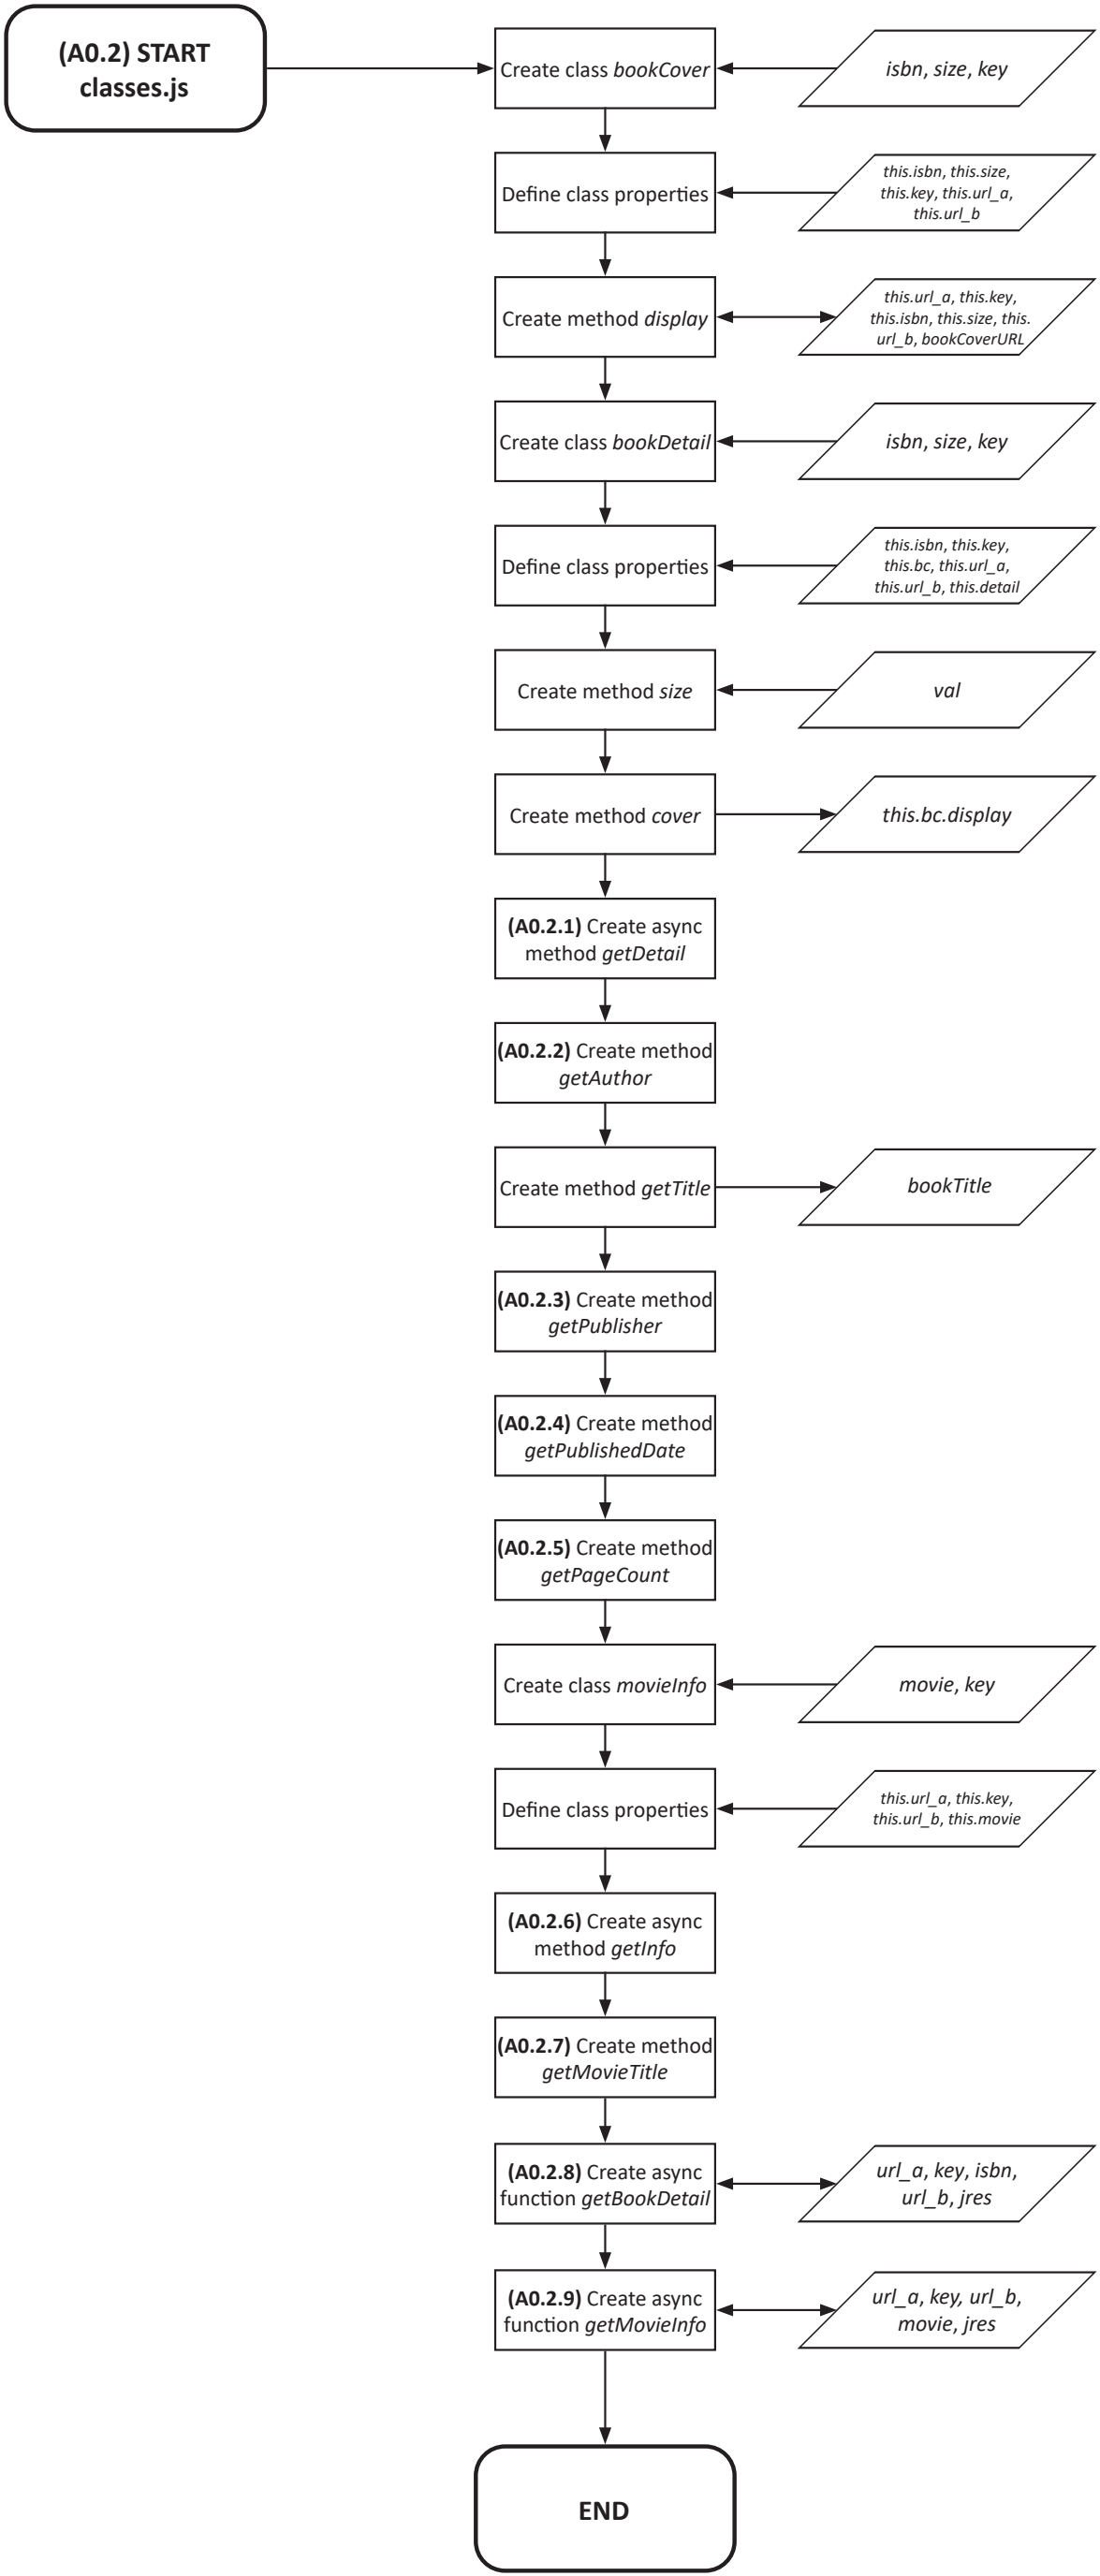 (A0.2) START
classes.js
Create class bookCover
isbn, size, key
Define class properties
this.isbn, this.size,
this.key, this.url_a,
this.url_b
Create method display
this.url_a, this.key,
this.isbn, this.size, this.
url_b, bookCoverURL
Create class bookDetail
isbn, size, key
Define class properties
this.isbn, this.key,
this.bc, this.url_a,
this.url_b, this.detail
Create method size
val
Create method cover
this.bc.display
(A0.2.1) Create async
method getDetail
(A0.2.2) Create method
getAuthor
Create method getTitle
bookTitle
(A0.2.3) Create method
getPublisher
(A0.2.4) Create method
getPublishedDate
(A0.2.5) Create method
getPageCount
Create class movieInfo
movie, key
Define class properties
this.url_a, this.key,
this.url_b, this.movie
(A0.2.6) Create async
method getInfo
(A0.2.7) Create method
getMovieTitle
(A0.2.8) Create async
function getBookDetail
url_a, key, isbn,
url_b, jres
(A0.2.9) Create async
function getMovieInfo
url_a, key, url_b,
movie, jres
END